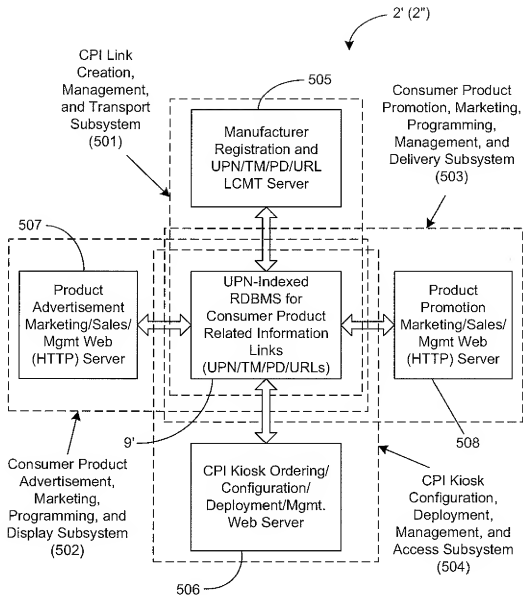 2' (2")
CPI Link
Creation,
Management,
and Transport
Subsystem
(501)
505
Consumer Product
Promotion, Marketing,
Programming,
Management, and
Delivery Subsystem
(503)
Manufacturer
Registration and
UPN/TM/PD/URL
LCMT Server
507
Product
Advertisement
Marketing/Sales/
Mgmt Web
(HTTP) Server
UPN-Indexed
RDBMS for
Consumer Product
Related Information
Links
(UPN/TM/PD/URLs)
Product
Promotion
Marketing/Sales/
Mgmt Web
(HTTP) Server
9'
508
Consumer Product
Advertisement,
Marketing,
Programming, and
Display Subsystem
(502)
CPI Kiosk Ordering/
Configuration/
Deployment/Mgmt.
Web Server
CPI Kiosk
Configuration,
Deployment,
Management, and
Access Subsystem
(504)
506